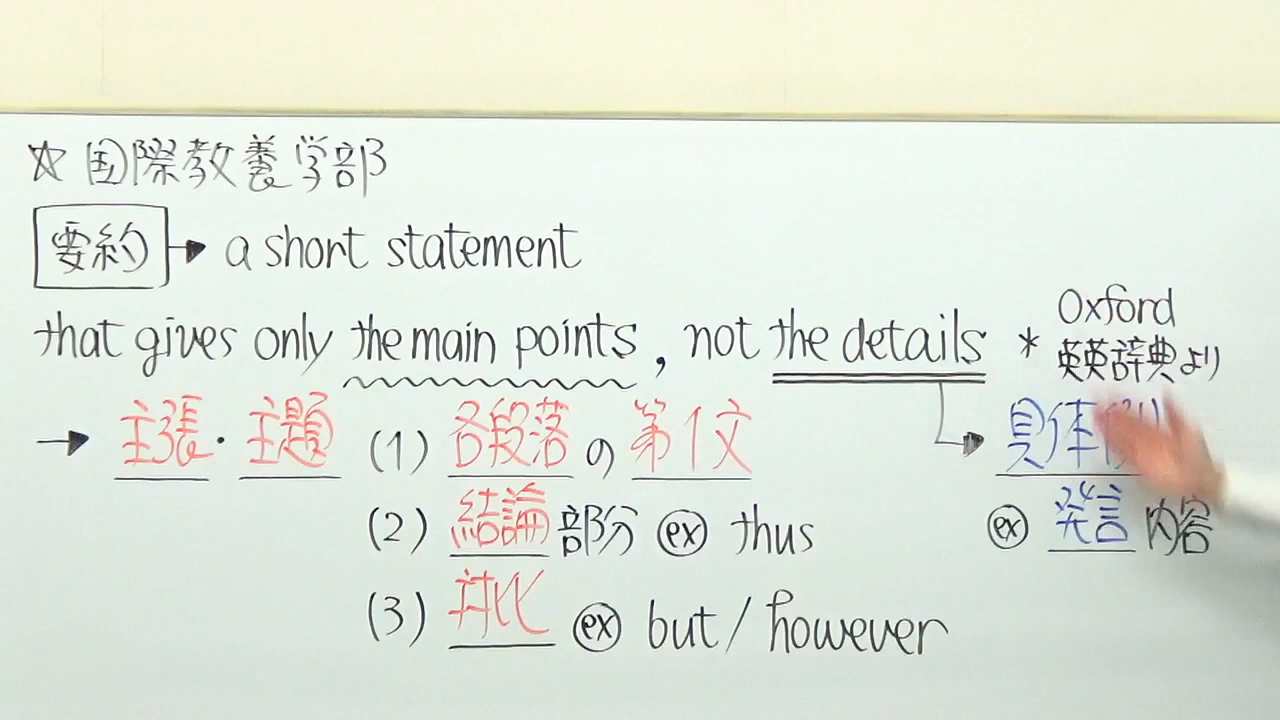 ☆ 国際教養学部
要約 → a short statement
that gives only the main points, not the details * Oxford
英英辞典より
→ 主張・主題 (1) 各段落の第1文 → 具体例
(2) 結論部分 ex thus ex 発言内容
(3) 対比 ex but / however